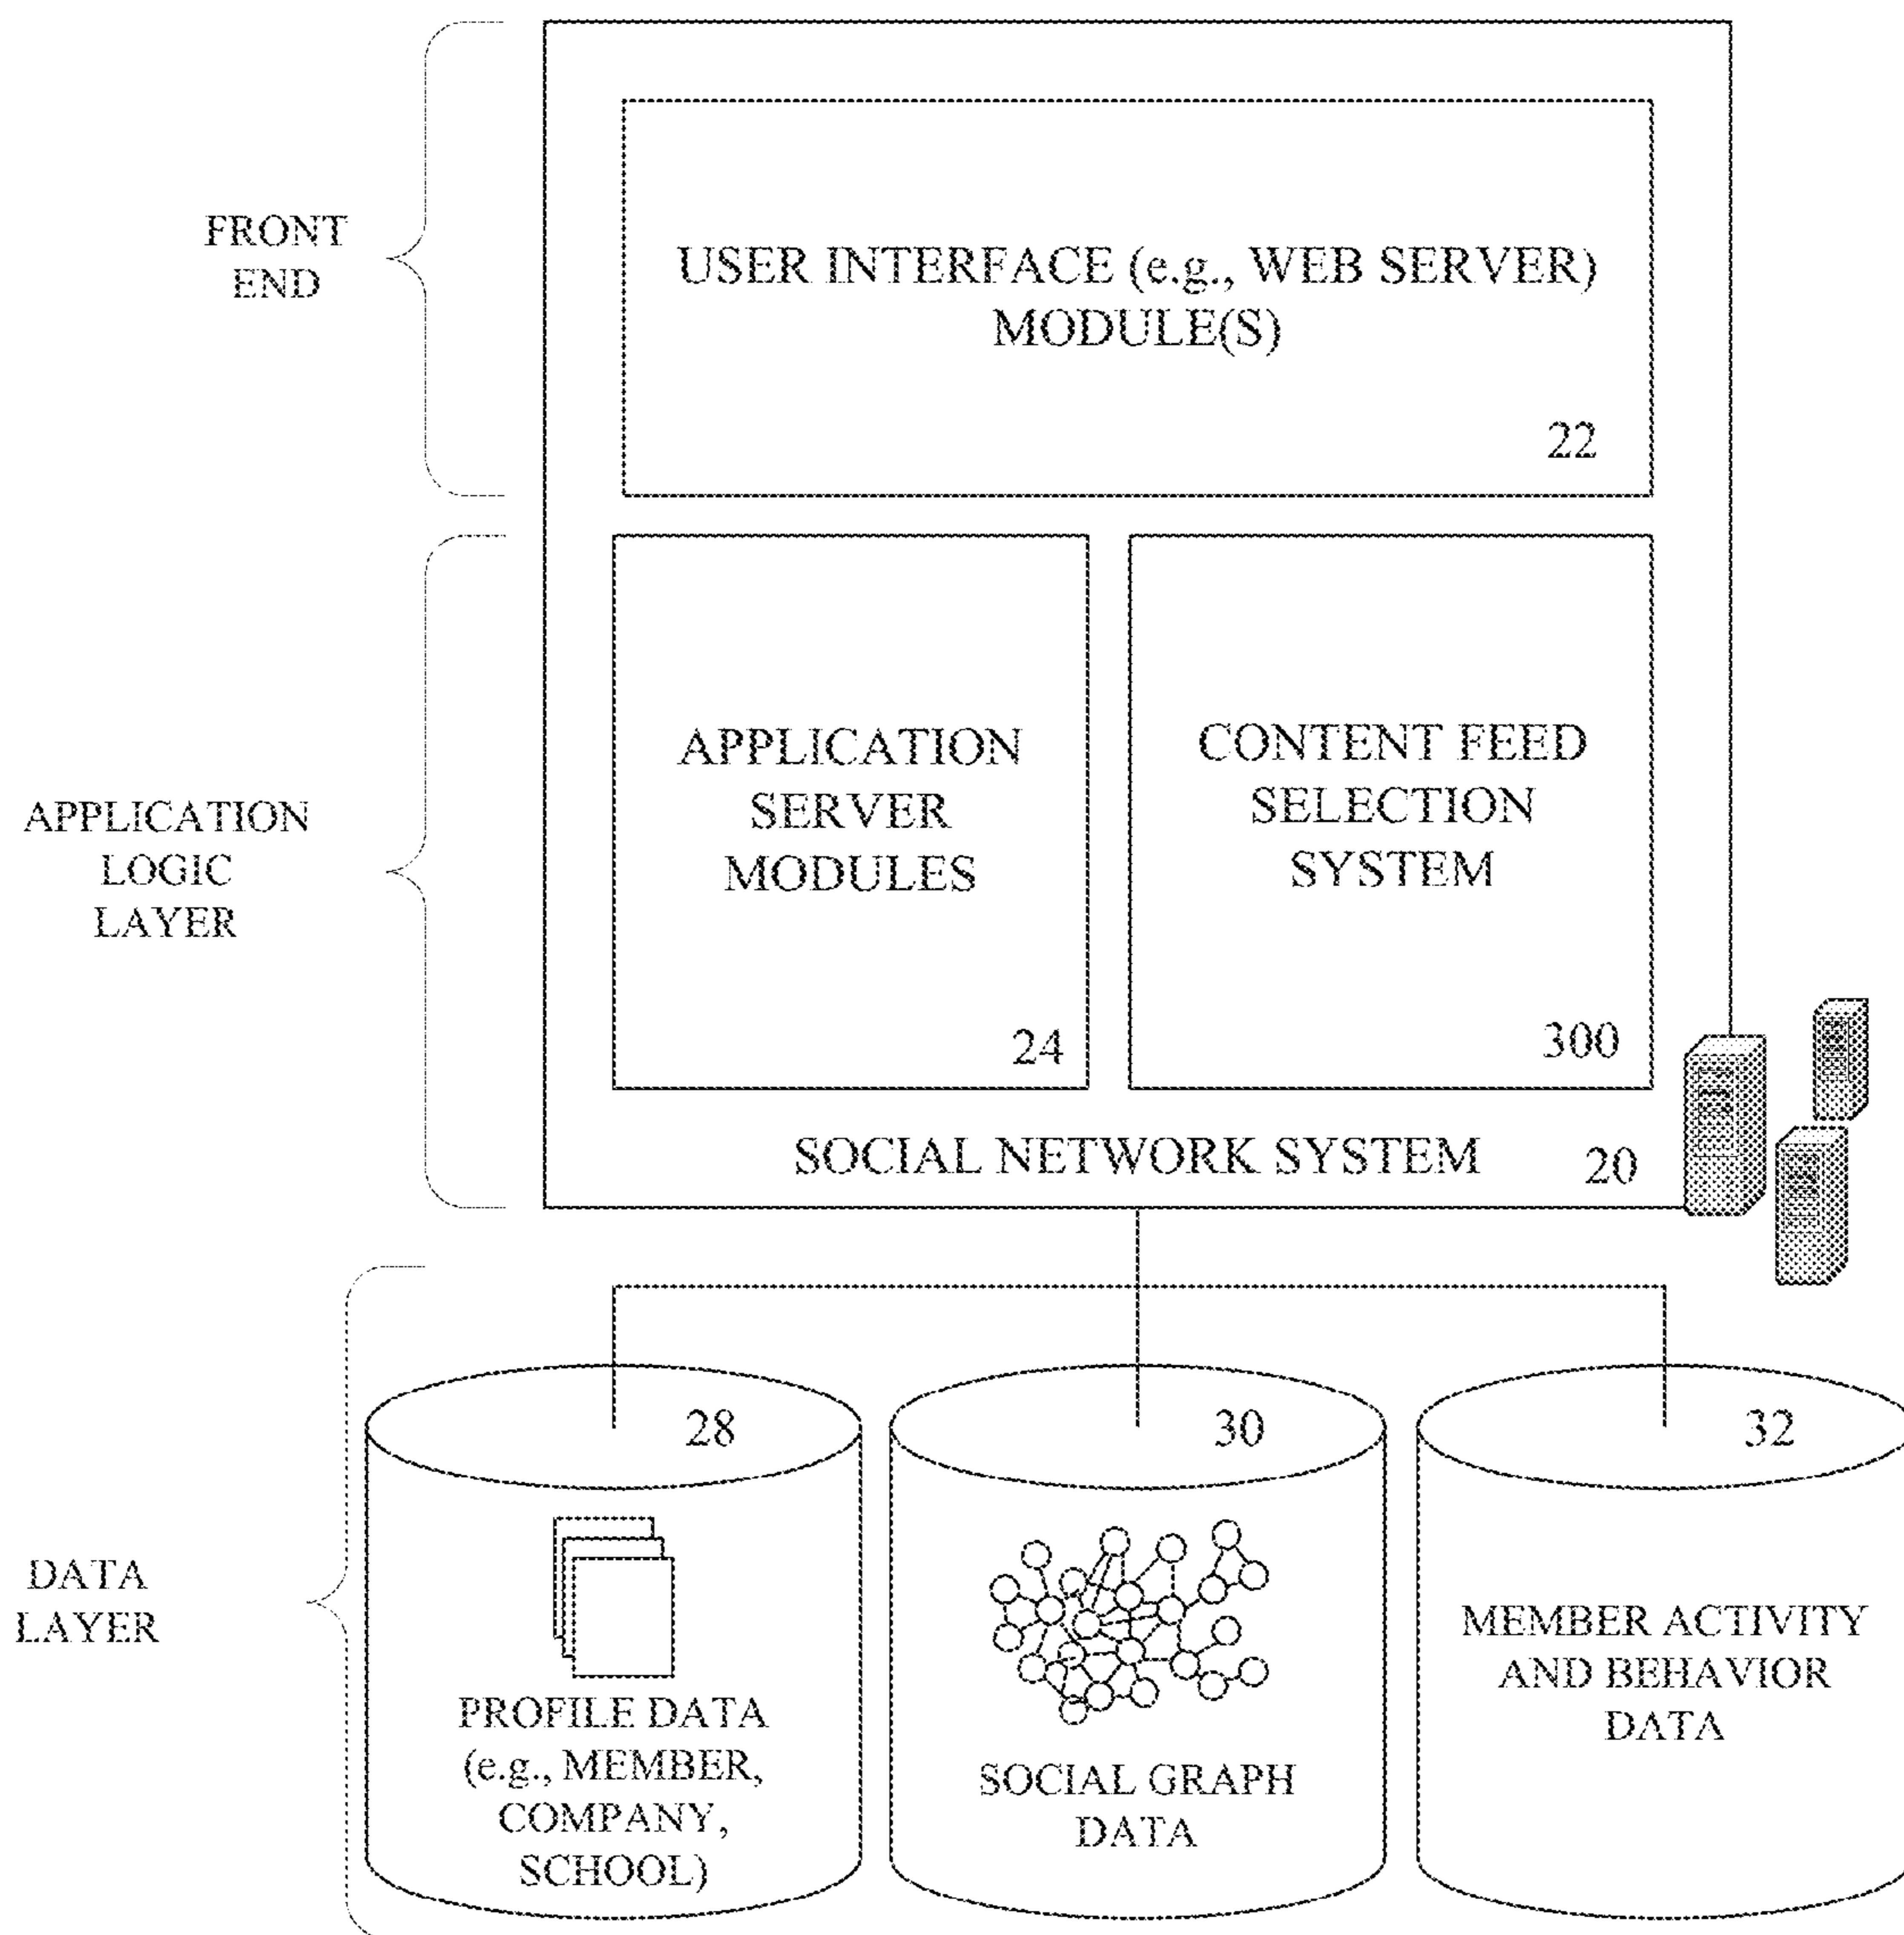 FRONT
END
USER INTERFACE (e.g., WEB SERVER)
MODULE(S)
22
APPLICATION
LOGIC
LAYER
APPLICATION
SERVER
MODULES
24
CONTENT FEED
SELECTION
SYSTEM
300
SOCIAL NETWORK SYSTEM
20
DATA
LAYER
28
PROFILE DATA
(e.g., MEMBER,
COMPANY,
SCHOOL)
30
SOCIAL GRAPH
DATA
32
MEMBER ACTIVITY
AND BEHAVIOR
DATA